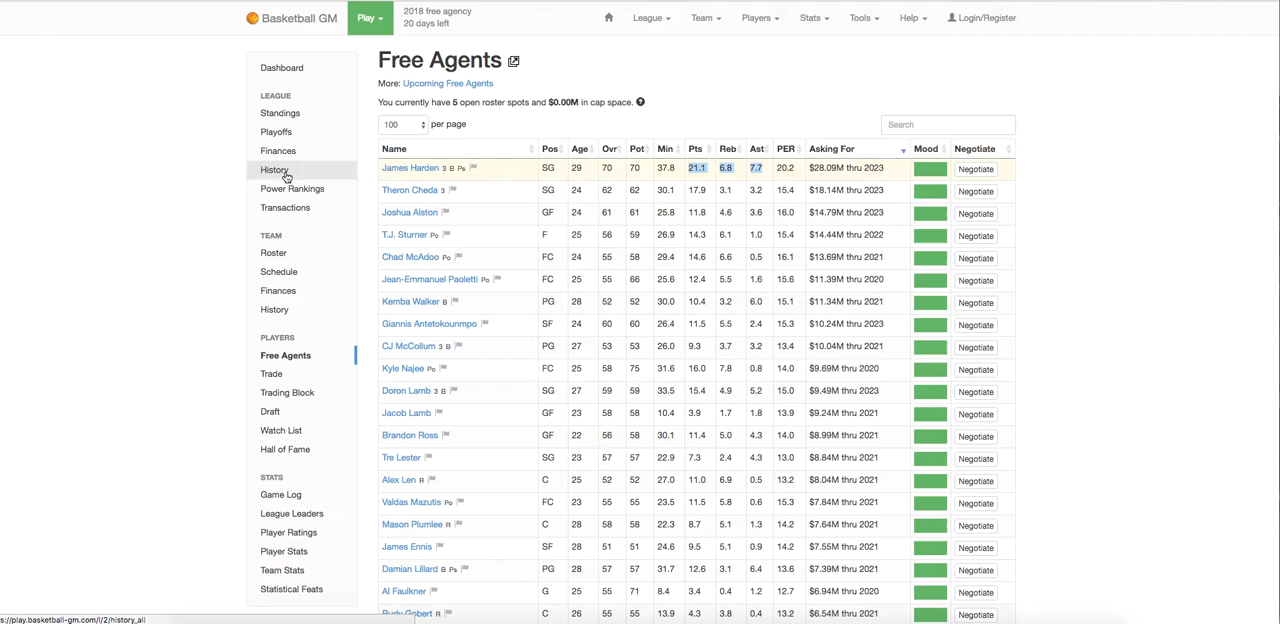 Basketball GM Play 2018 free agency 20 days left League Team Players Stats Tools Help Login/Register
Dashboard
LEAGUE
Standings
Playoffs
Finances
History
Power Rankings
Transactions
TEAM
Roster
Schedule
Finances
History
PLAYERS
Free Agents
Trade
Trading Block
Draft
Watch List
Hall of Fame
STATS
Game Log
League Leaders
Player Ratings
Player Stats
Team Stats
Statistical Feats
Free Agents
More: Upcoming Free Agents
You currently have 5 open roster spots and $0.00M in cap space.
100 per page Search
Name Pos Age Ovr Pot Min Pts Reb Ast PER Asking For Mood Negotiate
James Harden 3 B Ps SG 29 70 70 37.8 21.1 6.8 7.7 20.2 $28.09M thru 2023 Negotiate
Theron Cheda 3 SG 24 62 62 30.1 17.9 3.1 3.2 15.4 $18.14M thru 2023 Negotiate
Joshua Alston GF 24 61 61 25.8 11.8 4.6 3.6 16.0 $14.79M thru 2023 Negotiate
T.J. Sturner Po F 25 56 59 26.9 14.3 6.1 1.0 15.4 $14.44M thru 2022 Negotiate
Chad McAdoo Po FC 24 55 58 29.4 14.6 6.6 0.5 16.1 $13.69M thru 2021 Negotiate
Jean-Emmanuel Paoletti Po FC 25 55 66 25.6 12.4 5.5 1.6 15.6 $11.39M thru 2020 Negotiate
Kemba Walker B PG 28 52 52 30.0 10.4 3.2 6.0 15.1 $11.34M thru 2021 Negotiate
Giannis Antetokounmpo SF 24 60 60 26.4 11.5 5.5 2.4 15.3 $10.24M thru 2023 Negotiate
CJ McCollum 3 B PG 27 53 53 26.0 9.3 3.7 3.2 13.4 $10.04M thru 2021 Negotiate
Kyle Najee Po FC 25 58 75 31.6 16.0 7.8 0.8 14.0 $9.69M thru 2020 Negotiate
Doron Lamb 3 B SG 27 59 59 33.5 15.4 4.9 5.2 15.0 $9.49M thru 2023 Negotiate
Jacob Lamb GF 23 58 58 10.4 3.9 1.7 1.8 13.9 $9.24M thru 2021 Negotiate
Brandon Ross GF 22 56 58 30.1 11.4 5.0 4.3 14.0 $8.99M thru 2021 Negotiate
Tre Lester SG 23 57 57 22.9 7.3 2.4 4.3 13.0 $8.84M thru 2021 Negotiate
Alex Len R C 25 52 52 27.0 11.0 6.9 0.5 13.2 $8.04M thru 2021 Negotiate
Valdas Mazutis Po FC 23 55 55 23.5 11.5 5.8 0.6 15.3 $7.84M thru 2021 Negotiate
Mason Plumlee R C 28 58 58 22.3 8.7 5.1 1.3 14.2 $7.64M thru 2021 Negotiate
James Ennis SF 28 51 51 24.6 9.5 5.1 0.9 14.2 $7.55M thru 2021 Negotiate
Damian Lillard B Ps PG 28 57 57 31.7 12.6 3.1 6.4 13.6 $7.39M thru 2021 Negotiate
Al Faulkner G 25 55 71 8.4 3.4 0.4 1.2 12.7 $6.94M thru 2020 Negotiate
Rudy Gobert R C 26 55 55 13.9 4.3 3.8 0.4 13.2 $6.54M thru 2021 Negotiate
s://play.basketball-gm.com/l/2/history_all